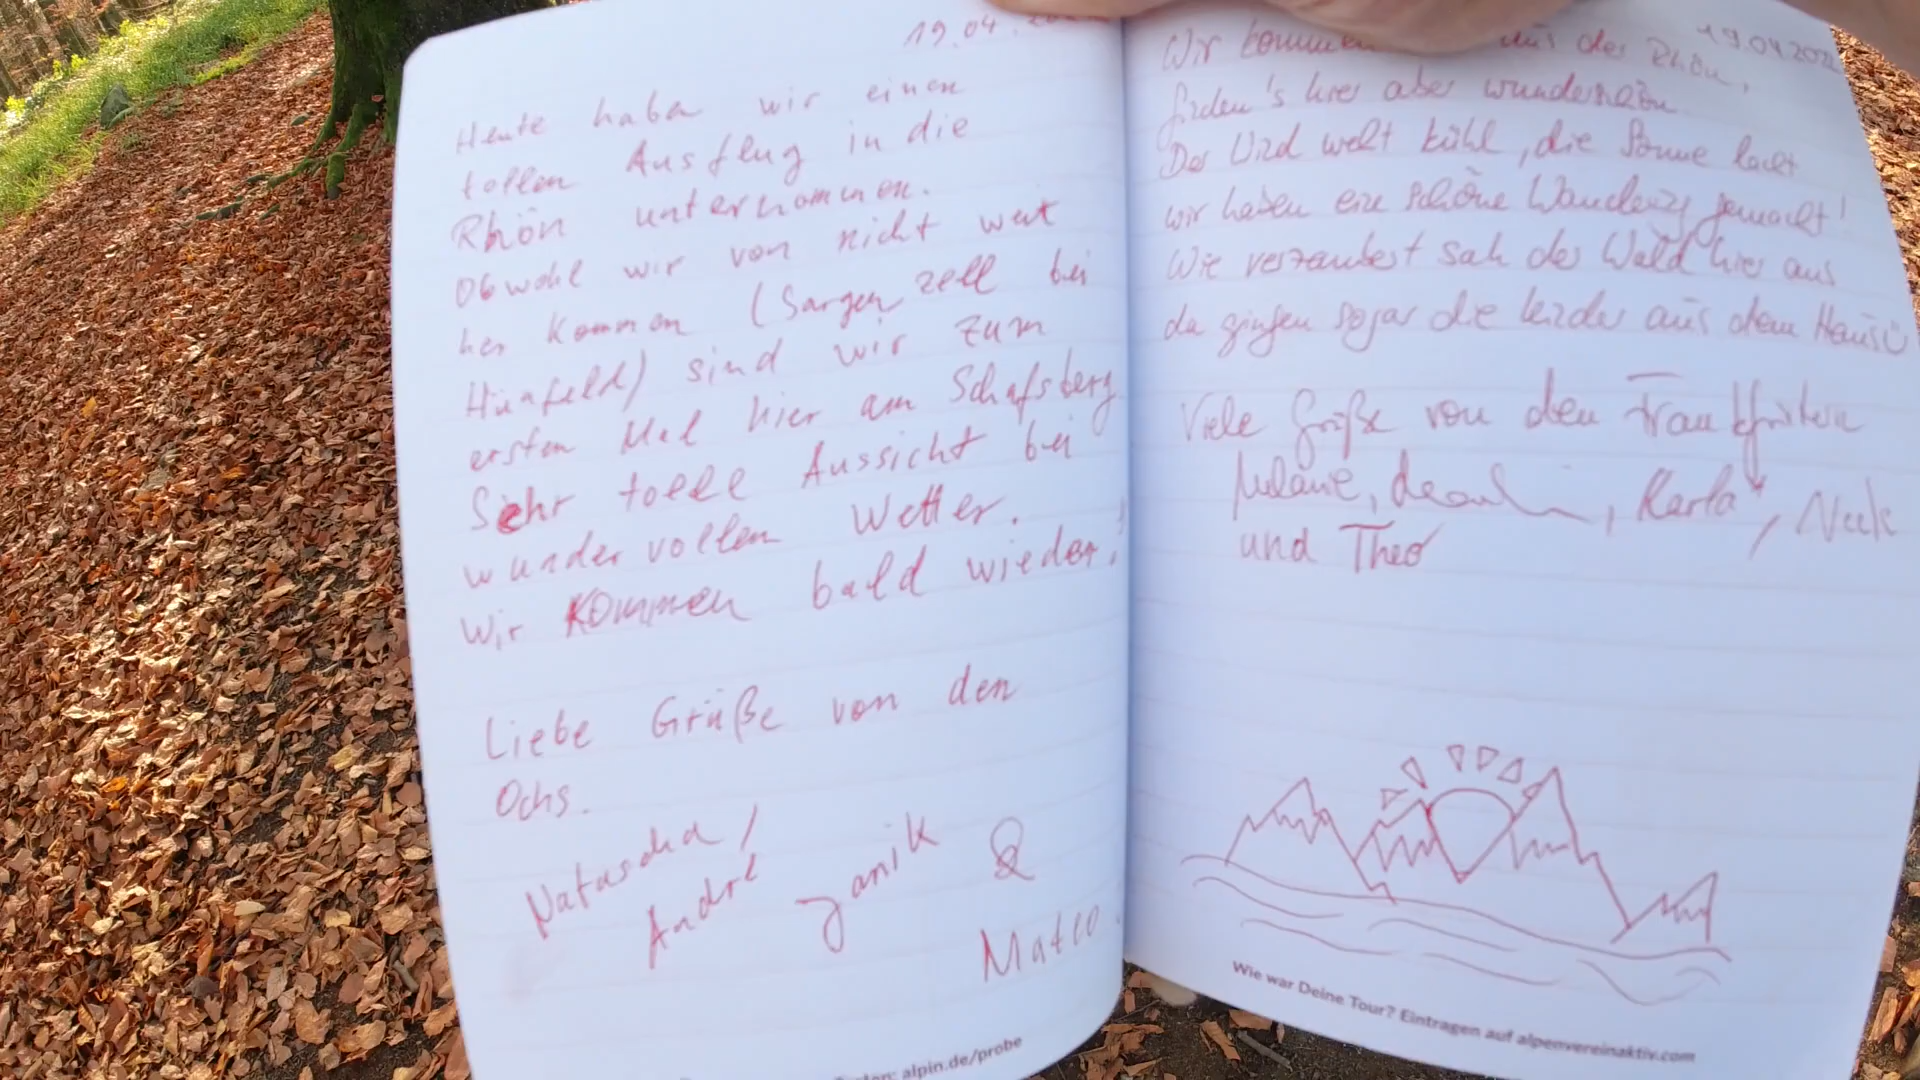 19.04.
Heute haben wir einen
tollen Ausflug in die
Rhön unternommen.
Obwohl wir von nicht weit
her kommen (Sargenzell bei
Hünfeld) sind wir zum
ersten Mal hier am Schafsberg
Sehr tolle Aussicht bei
wundervollen Wetter.
Wir kommen bald wieder!
Liebe Grüße von den
Ochs.
Natascha,
André
Janik &
Mateo.
alpin.de/probe
19.04.202
Wir kommen aus der Rhön,
finden's hier aber wunderschön
Der Wind weht kühl, die Sonne lacht
wir haben eine schöne Wanderung gemacht!
Wie verzaubert sah der Wald hier aus
da gingen sogar die Kinder aus dem Haus
Viele Grüße von den Frankfurtern
Melanie, Karla,
und Theo
Wie war Deine Tour? Eintragen auf alpenvereinaktiv.com